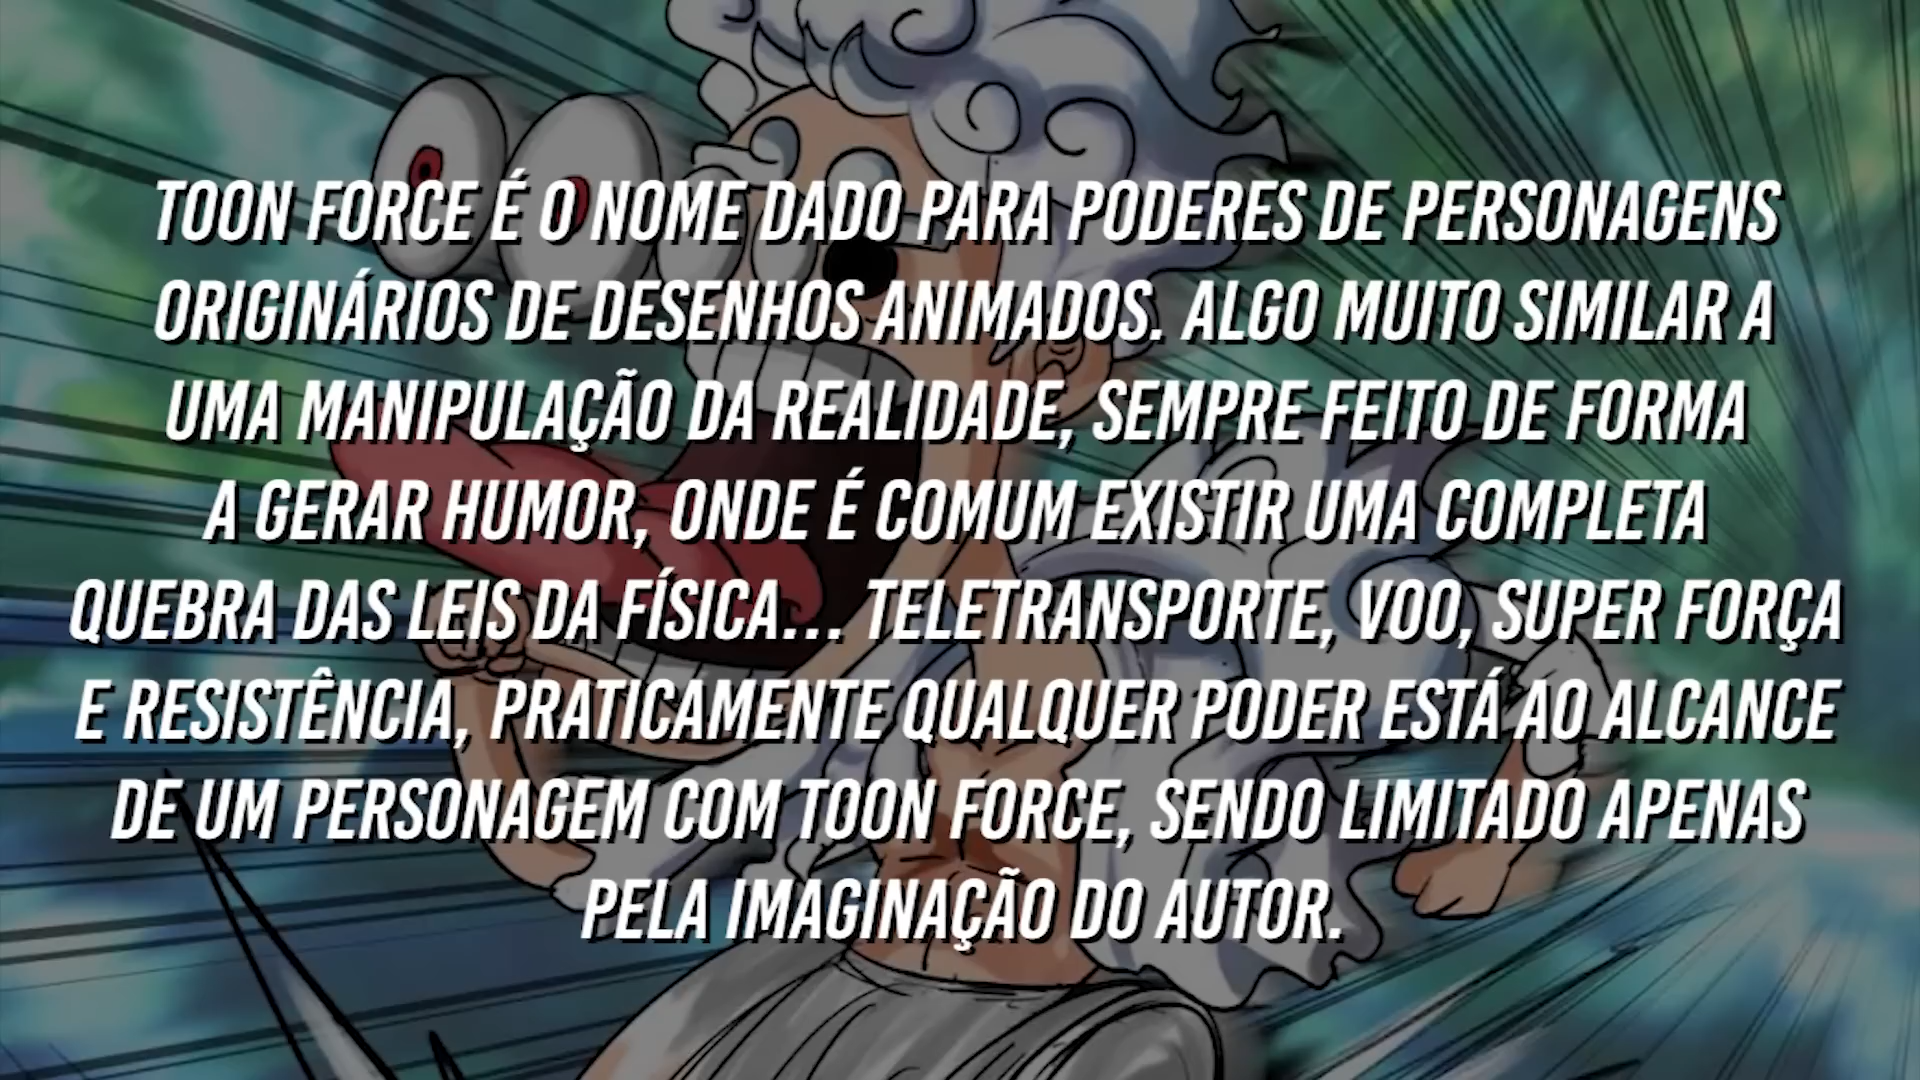 TOON FORCE É O NOME DADO PARA PODERES DE PERSONAGENS
ORIGINÁRIOS DE DESENHOS ANIMADOS. ALGO MUITO SIMILAR A
UMA MANIPULAÇÃO DA REALIDADE, SEMPRE FEITO DE FORMA
A GERAR HUMOR, ONDE É COMUM EXISTIR UMA COMPLETA
QUEBRA DAS LEIS DA FÍSICA... TELETRANSPORTE, VOO, SUPER FORÇA
E RESISTÊNCIA, PRATICAMENTE QUALQUER PODER ESTÁ AO ALCANCE
DE UM PERSONAGEM COM TOON FORCE, SENDO LIMITADO APENAS
PELA IMAGINAÇÃO DO AUTOR.